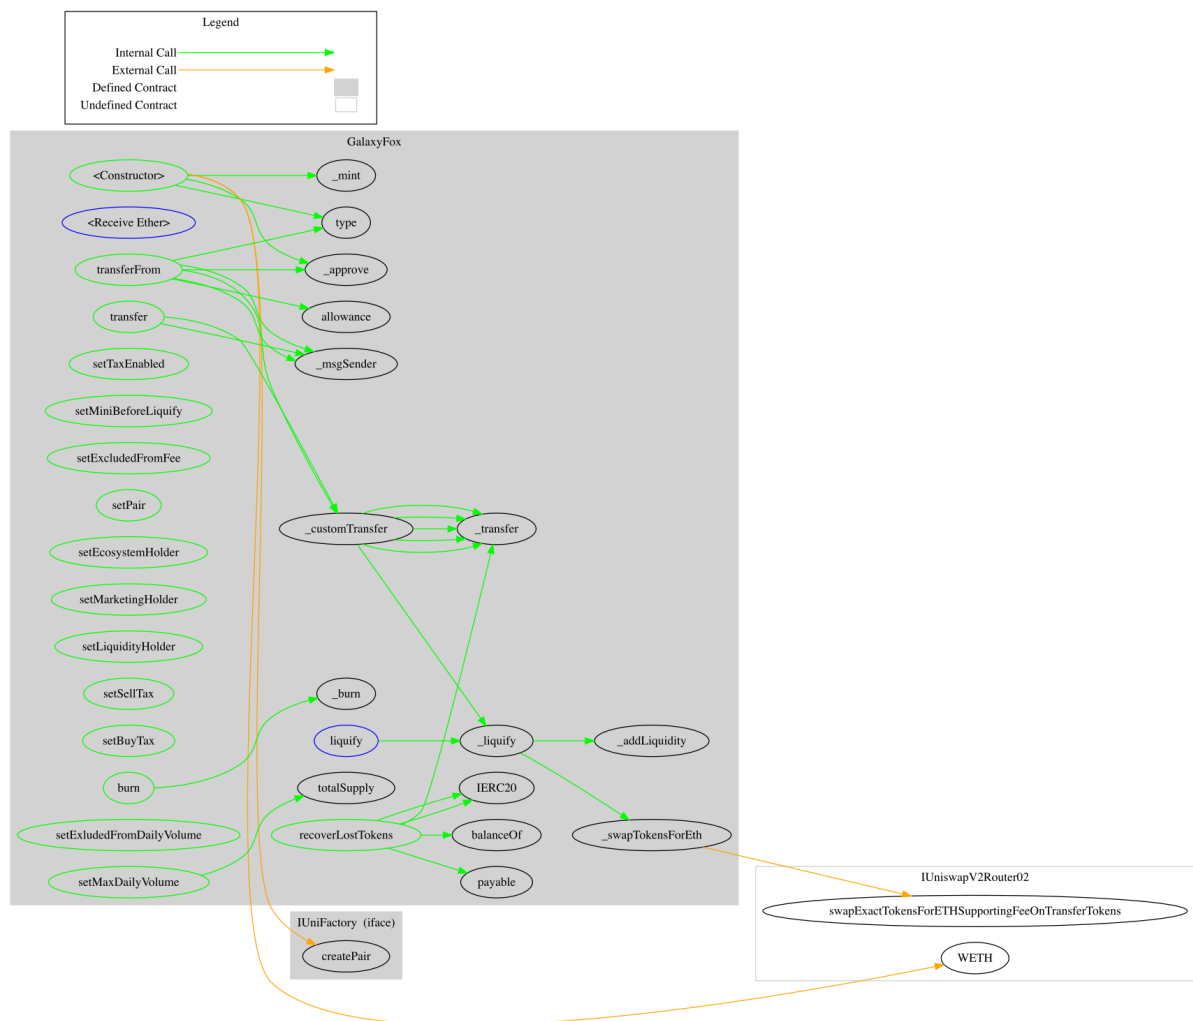 Legend
Internal Call
External Call
Defined Contract
Undefined Contract
GalaxyFox
<Constructor>
_mint
<Receive Ether>
type
transferFrom
_approve
transfer
allowance
setTaxEnabled
_msgSender
setMiniBeforeLiquify
setExcludedFromFee
setPair
_customTransfer
_transfer
setEcosystemHolder
setMarketingHolder
setLiquidityHolder
setSellTax
_burn
setBuyTax
liquify
_liquify
_addLiquidity
burn
totalSupply
IERC20
setExludedFromDailyVolume
recoverLostTokens
balanceOf
_swapTokensForEth
setMaxDailyVolume
payable
IUniswapV2Router02
swapExactTokensForETHSupportingFeeOnTransferTokens
IUniFactory (iface)
createPair
WETH